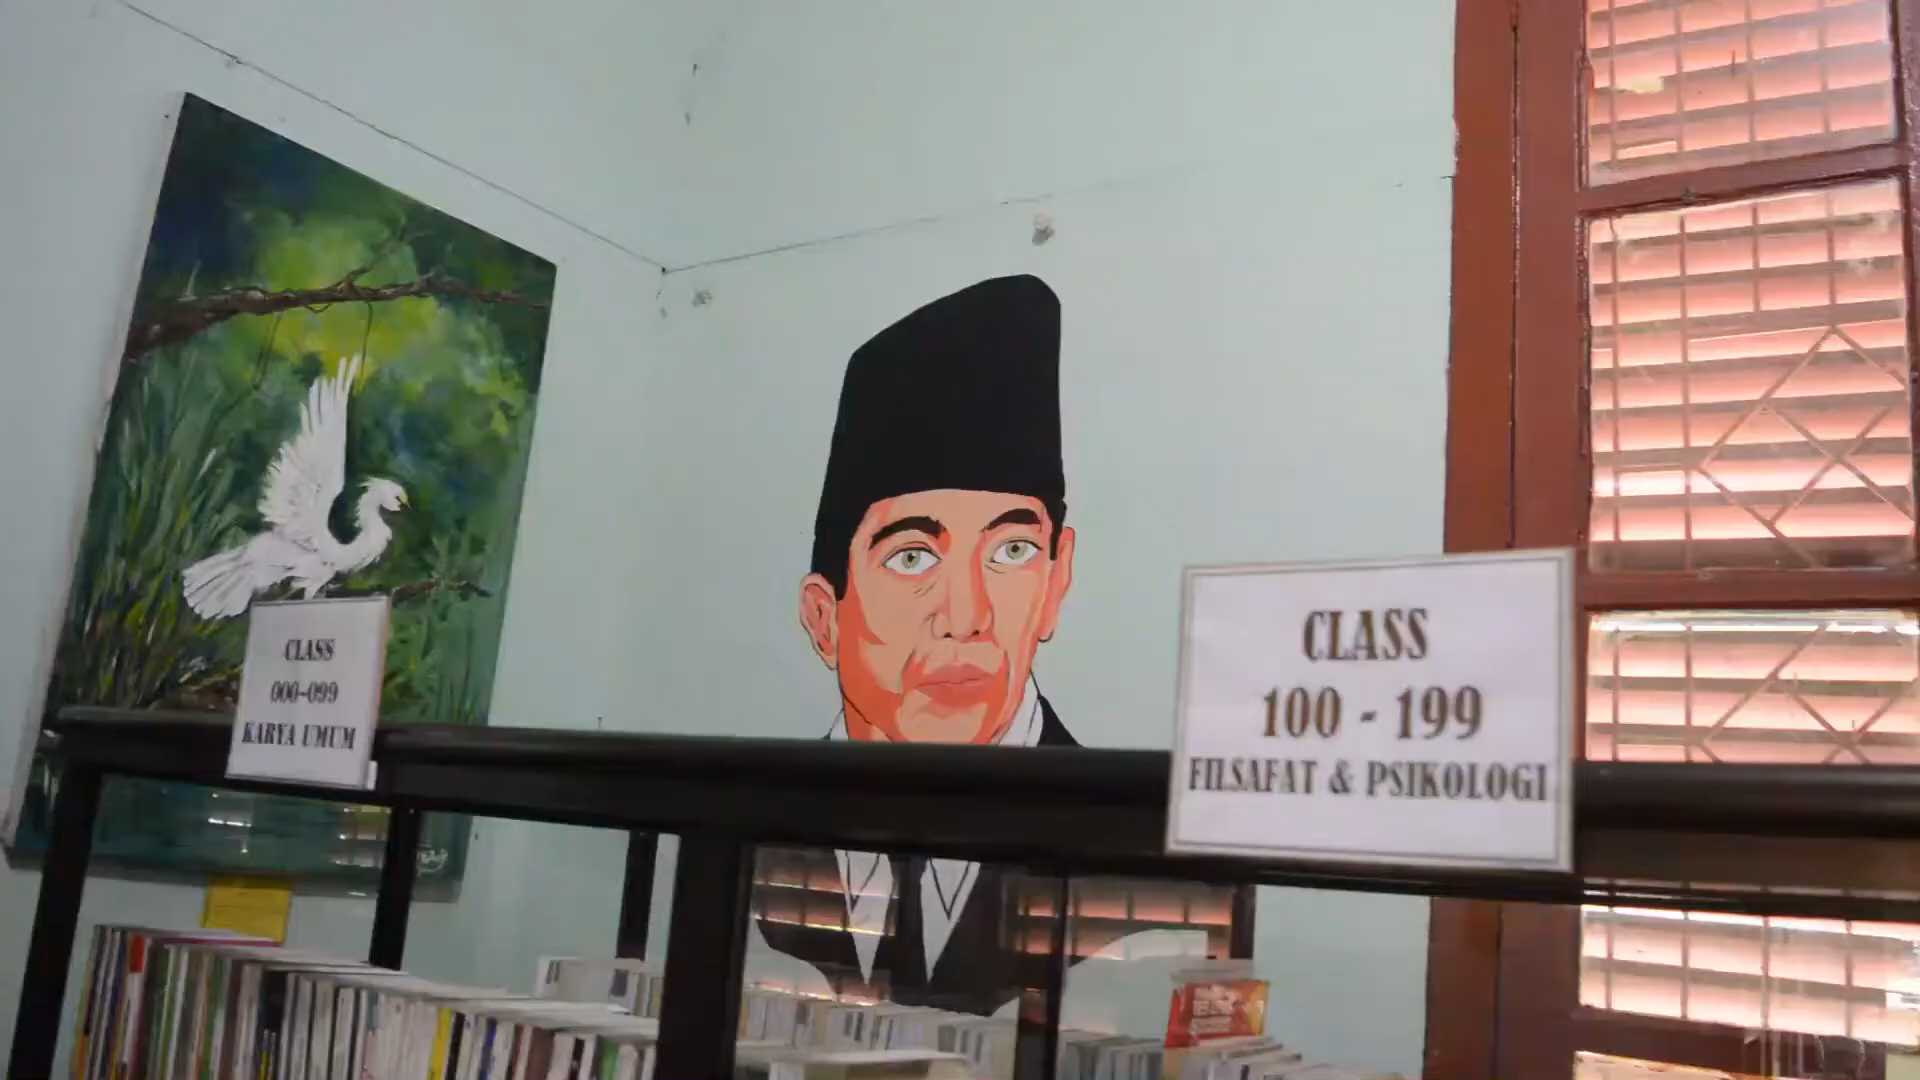 CLASS
000-099
KARYA UMUM
CLASS
100 - 199
FILSAFAT & PSIKOLOGI